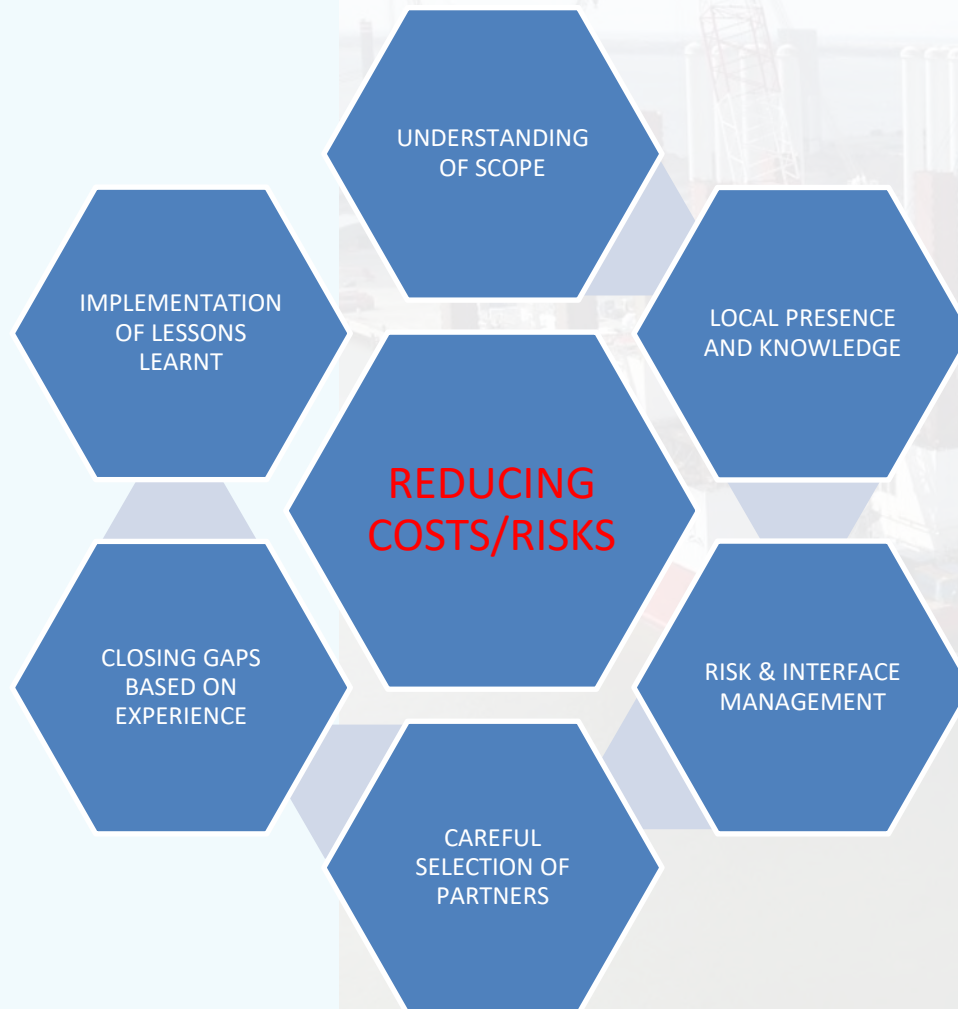 UNDERSTANDING
OF SCOPE
IMPLEMENTATION
OF LESSONS
LEARNT
LOCAL PRESENCE
AND KNOWLEDGE
REDUCING
COSTS/RISKS
CLOSING GAPS
BASED ON
EXPERIENCE
RISK & INTERFACE
MANAGEMENT
CAREFUL
SELECTION OF
PARTNERS